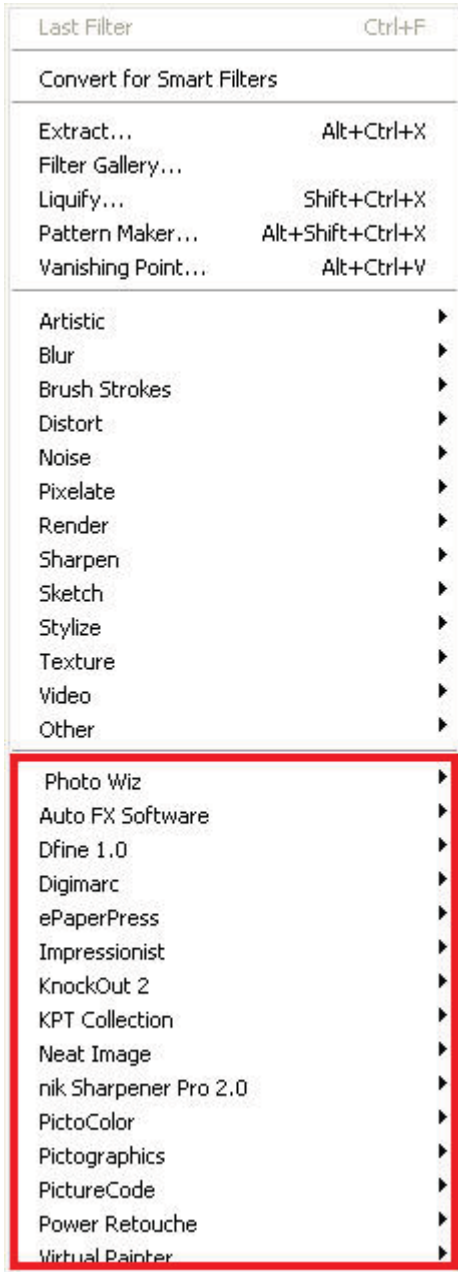 Last Filter Ctrl+F
Convert for Smart Filters
Extract... Alt+Ctrl+X
Filter Gallery...
Liquify... Shift+Ctrl+X
Pattern Maker... Alt+Shift+Ctrl+X
Vanishing Point... Alt+Ctrl+V
Artistic
Blur
Brush Strokes
Distort
Noise
Pixelate
Render
Sharpen
Sketch
Stylize
Texture
Video
Other
Photo Wiz
Auto FX Software
Dfine 1.0
Digimarc
ePaperPress
Impressionist
KnockOut 2
KPT Collection
Neat Image
nik Sharpener Pro 2.0
PictoColor
Pictographics
PictureCode
Power Retouche
Virtual Painter